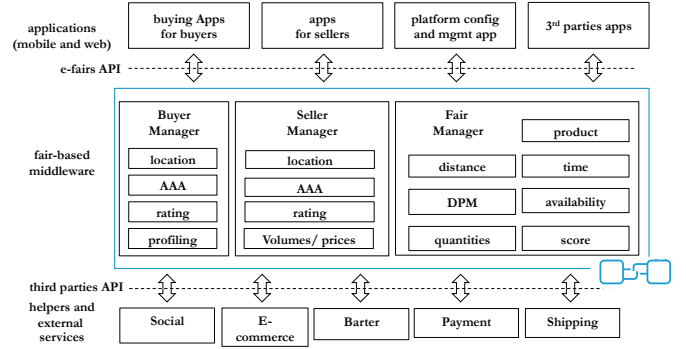 applications
(mobile and web)
buying Apps
for buyers
apps
for sellers
platform config
and mgmt app
3rd parties apps
e-fairs API
fair-based
middleware
Buyer
Manager
location
AAA
rating
profiling
Seller
Manager
location
AAA
rating
Volumes/ prices
Fair
Manager
product
distance
time
DPM
availability
quantities
score
third parties API
helpers and
external
services
Social
E-
commerce
Barter
Payment
Shipping